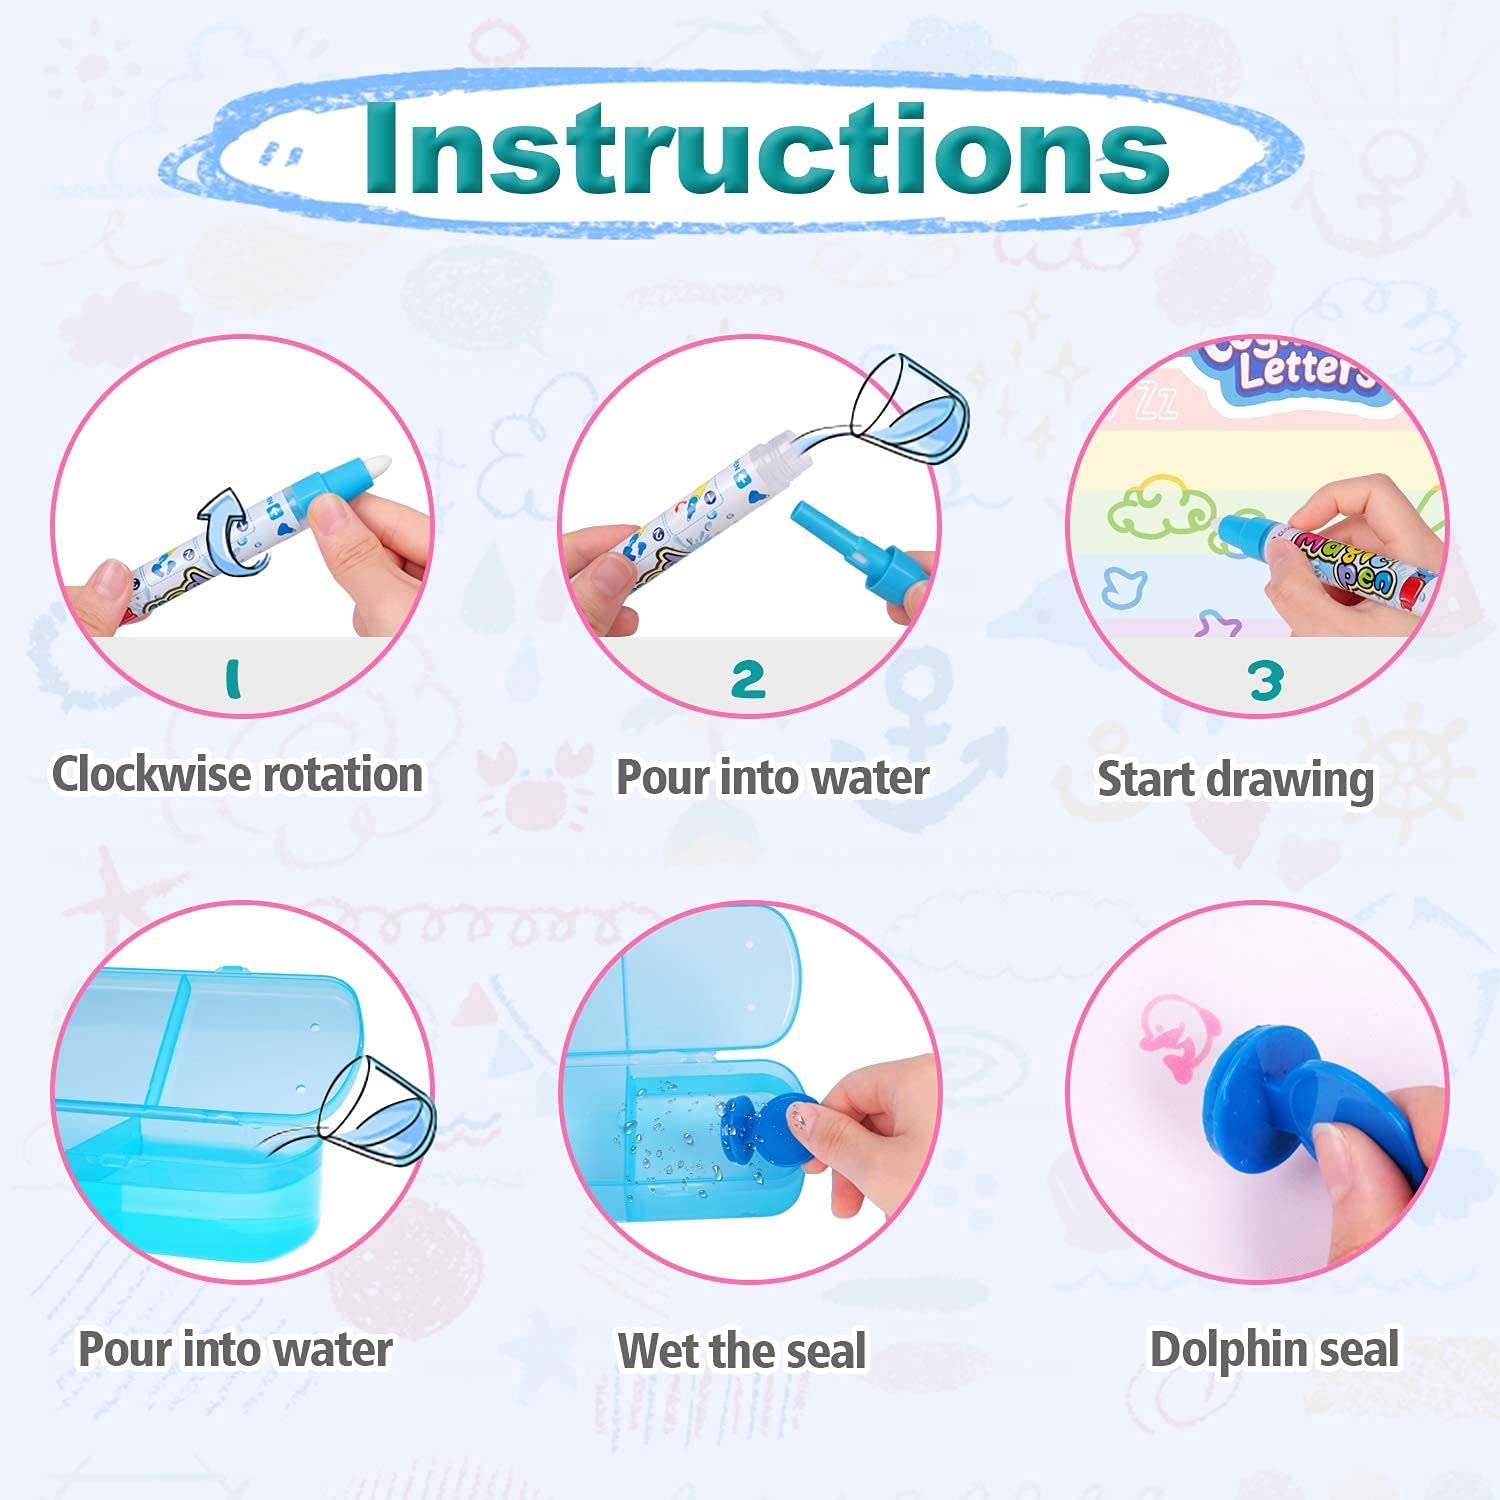 Instructions
Letters
Zz
Magic
Pen
1
2
3
Clockwise rotation
Pour into water
Start drawing
Pour into water
Wet the seal
Dolphin seal